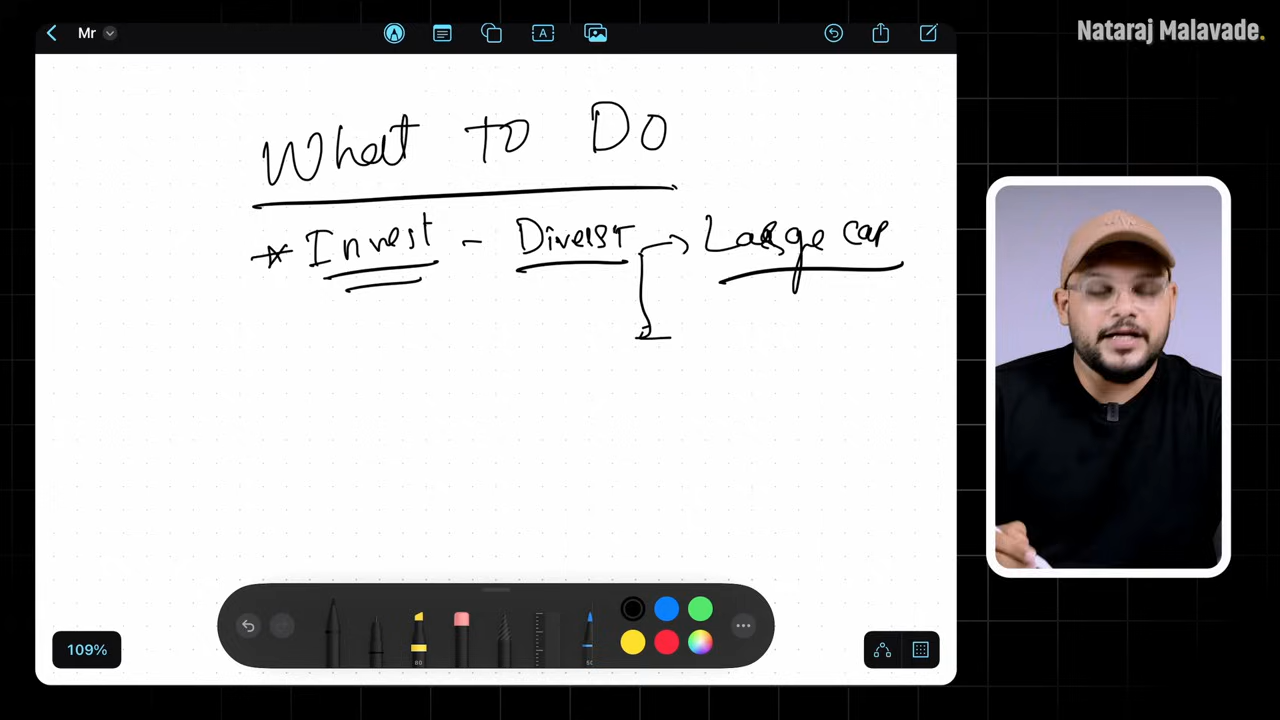 Mr
Nataraj Malavade.
What To Do
* Invest - Diverst → Large cap
109%